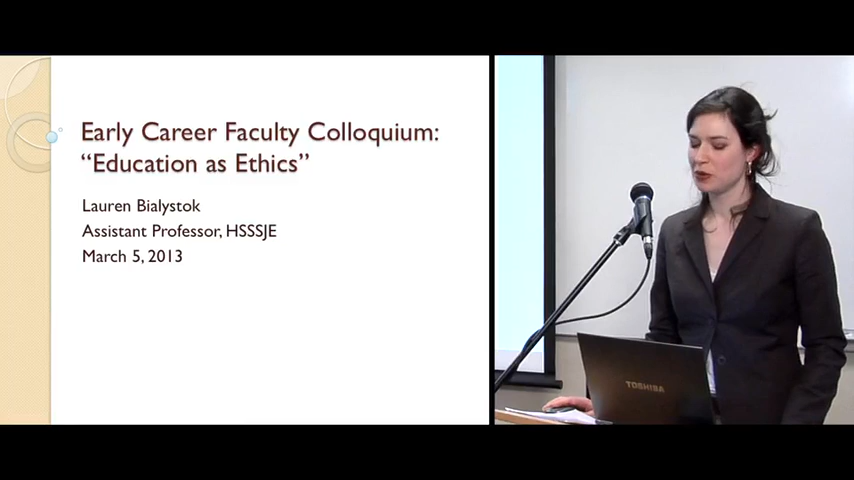 Early Career Faculty Colloquium:
“Education as Ethics”
Lauren Bialystok
Assistant Professor, HSSSJE
March 5, 2013
TOSHIBA